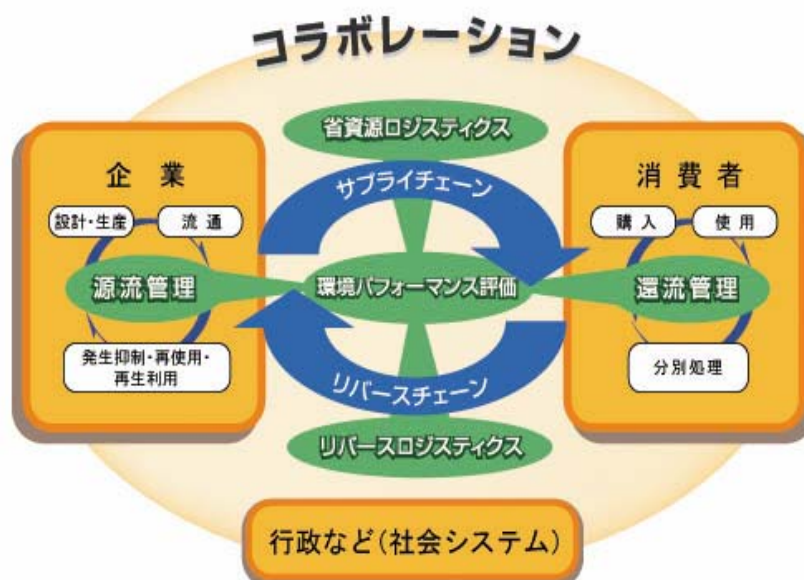 コラボレーション
省資源ロジスティクス
サプライチェーン
企業
設計・生産
流通
源流管理
発生抑制・再使用・
再生利用
環境パフォーマンス評価
消費者
購入
使用
還流管理
分別処理
リバースチェーン
リバースロジスティクス
行政など(社会システム)